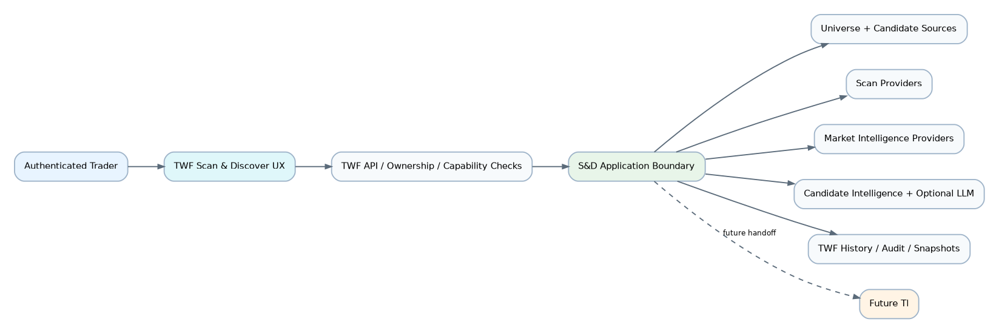 Authenticated Trader
TWF Scan & Discover UX
TWF API / Ownership / Capability Checks
S&D Application Boundary
Universe + Candidate Sources
Scan Providers
Market Intelligence Providers
Candidate Intelligence + Optional LLM
TWF History / Audit / Snapshots
future handoff
Future TI